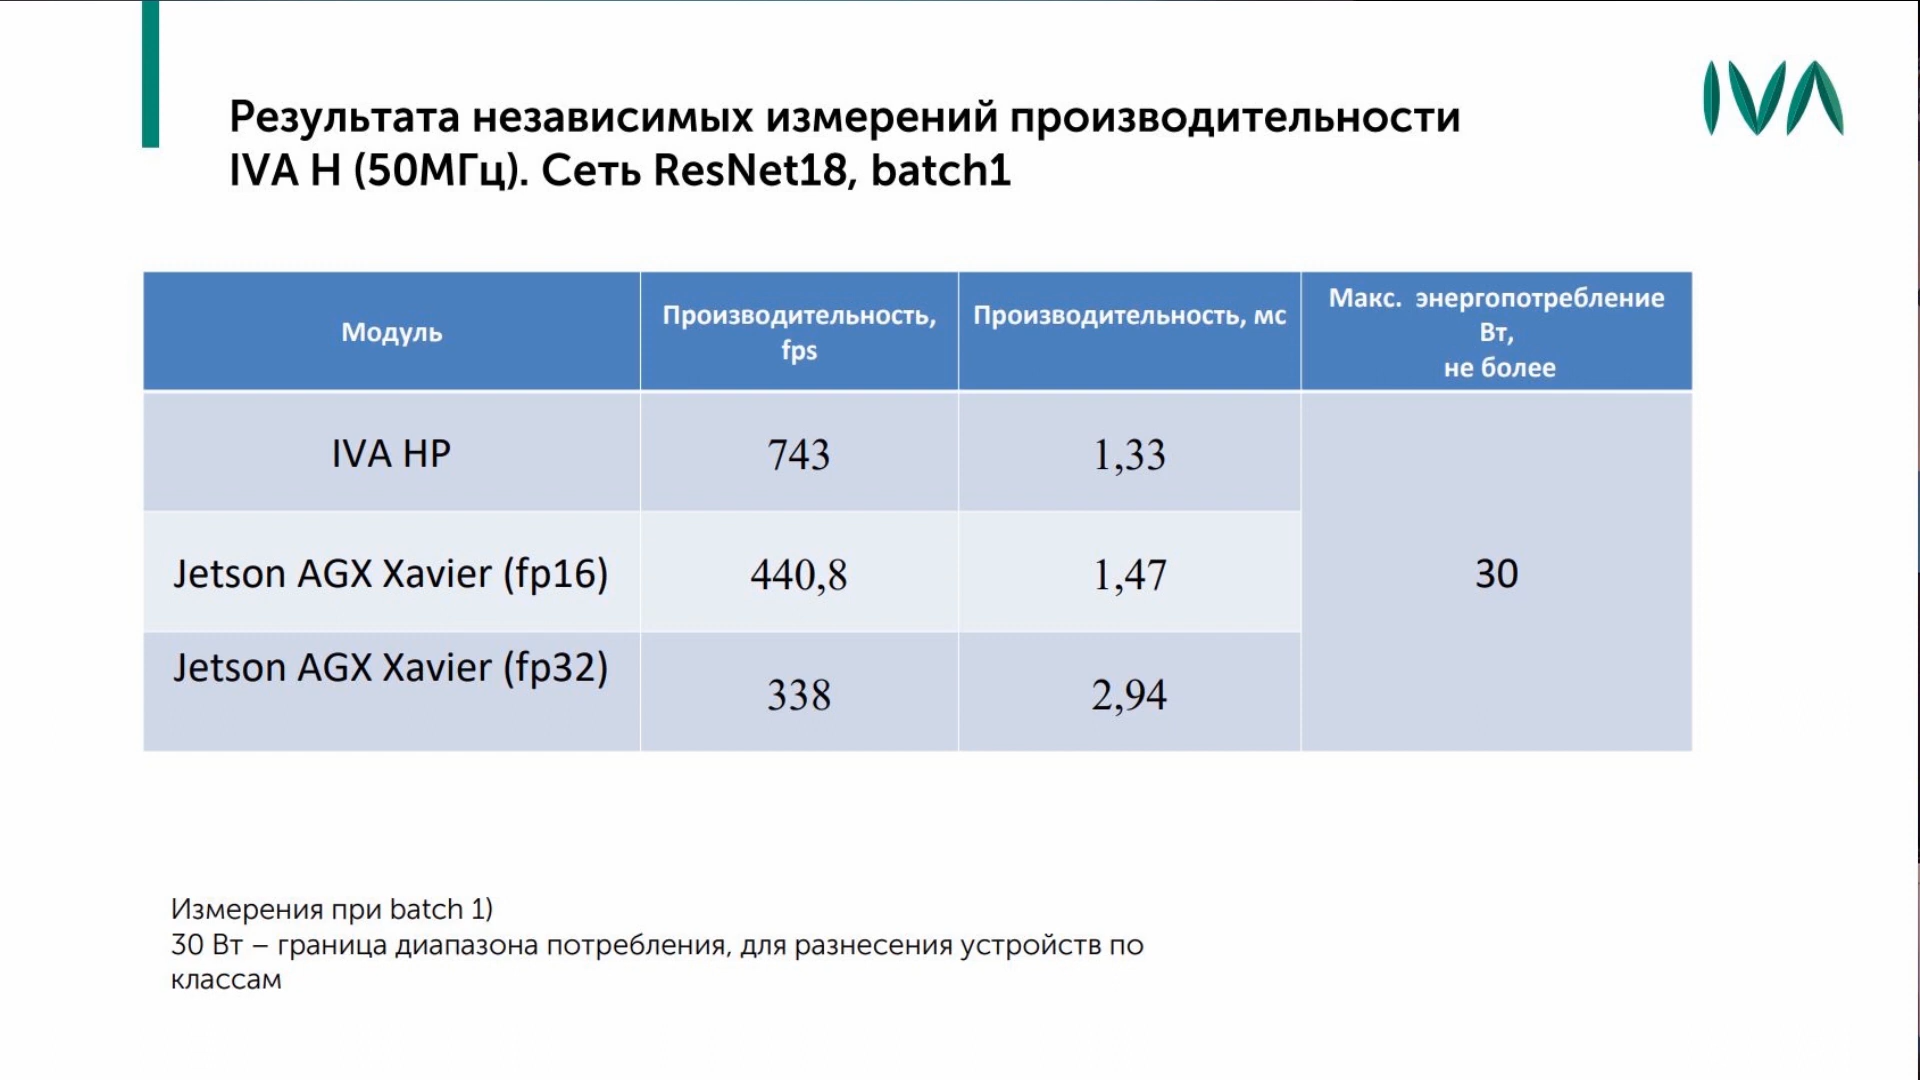 Результата независимых измерений производительности
IVA H (50МГц). Сеть ResNet18, batch1
IVA
Модуль
Производительность,
fps
Производительность, мс
Макс. энергопотребление
Вт,
не более
IVA HP
743
1,33
Jetson AGX Xavier (fp16)
440,8
1,47
30
Jetson AGX Xavier (fp32)
338
2,94
Измерения при batch 1)
30 Вт – граница диапазона потребления, для разнесения устройств по
классам